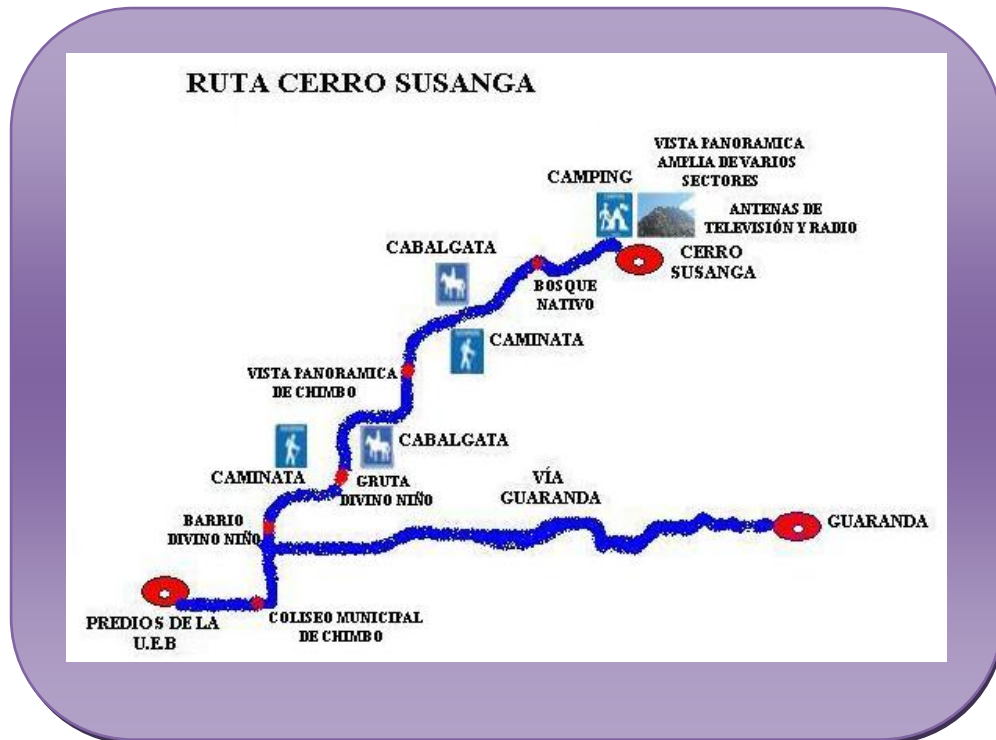 RUTA CERRO SUSANGA
VISTA PANORAMICA
AMPLIA DE VARIOS
SECTORES
CAMPING
ANTENAS DE
TELEVISIÓN Y RADIO
CERRO
SUSANGA
CABALGATA
BOSQUE
NATIVO
CAMINATA
VISTA PANORAMICA
DE CHIMBO
CABALGATA
CAMINATA
GRUTA
DIVINO NIÑO
VÍA
GUARANDA
BARRIO
DIVINO NIÑO
GUARANDA
PREDIOS DE LA
U.E.B
COLISEO MUNICIPAL
DE CHIMBO